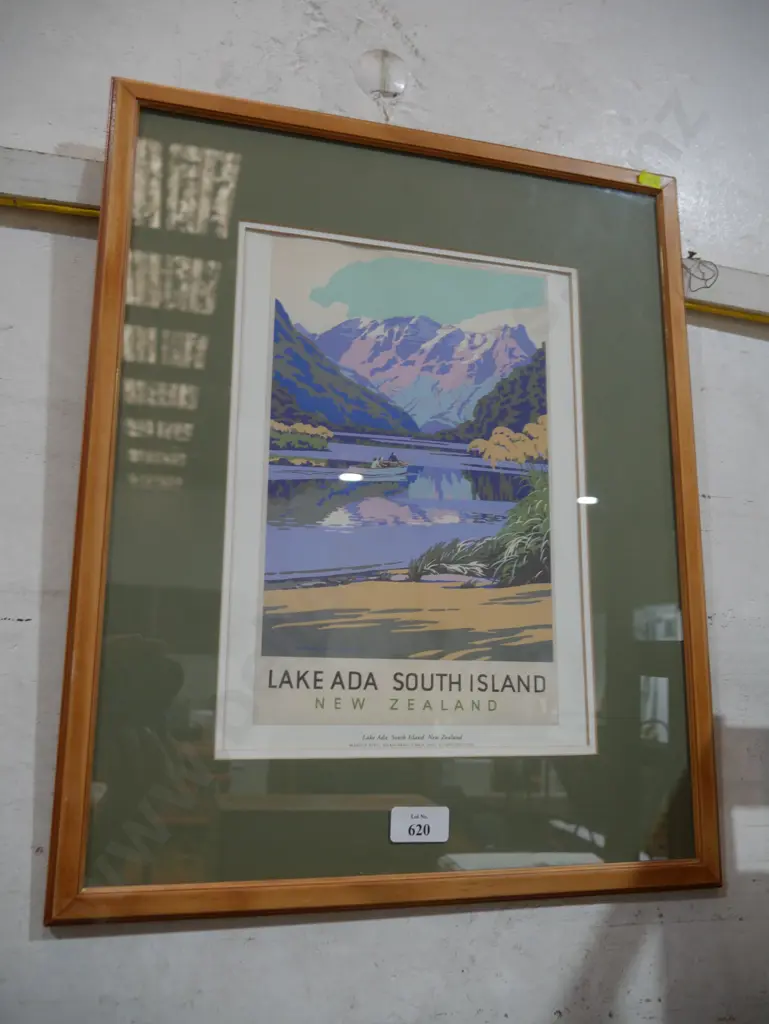 LAKE ADA SOUTH ISLAND
NEW ZEALAND
Lake Ada South Island New Zealand
Lot No.
620